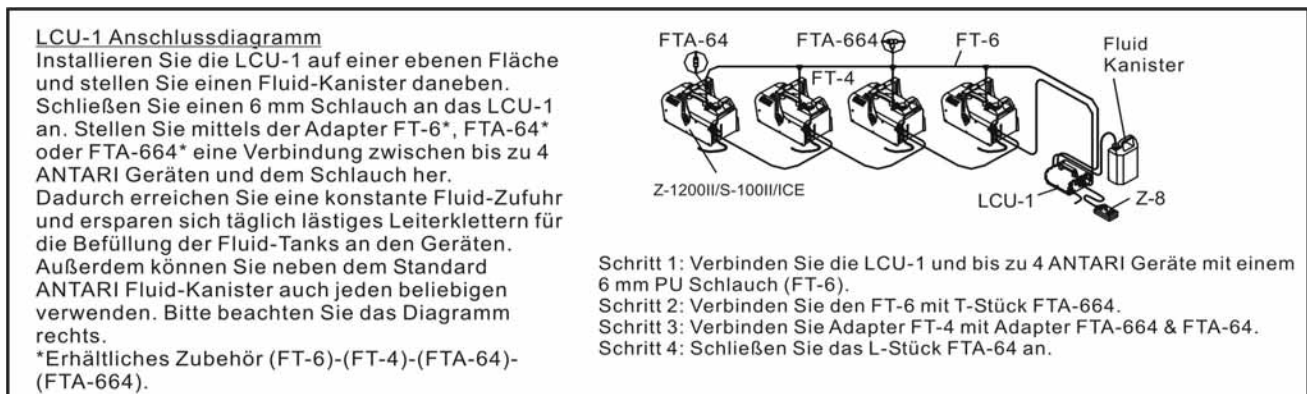 LCU-1 Anschlussdiagramm
Installieren Sie die LCU-1 auf einer ebenen Fläche
und stellen Sie einen Fluid-Kanister daneben.
Schließen Sie einen 6 mm Schlauch an das LCU-1
an. Stellen Sie mittels der Adapter FT-6*, FTA-64*
oder FTA-664* eine Verbindung zwischen bis zu 4
ANTARI Geräten und dem Schlauch her.
Dadurch erreichen Sie eine konstante Fluid-Zufuhr
und ersparen sich täglich lästiges Leiterklettern für
die Befüllung der Fluid-Tanks an den Geräten.
Außerdem können Sie neben dem Standard
ANTARI Fluid-Kanister auch jeden beliebigen
verwenden. Bitte beachten Sie das Diagramm
rechts.
*Erhältliches Zubehör (FT-6)-(FT-4)-(FTA-64)-
(FTA-664).
FTA-64
FTA-664
FT-6
Fluid
Kanister
FT-4
Z-1200II/S-100II/ICE
LCU-1
Z-8
Schritt 1: Verbinden Sie die LCU-1 und bis zu 4 ANTARI Geräte mit einem
6 mm PU Schlauch (FT-6).
Schritt 2: Verbinden Sie den FT-6 mit T-Stück FTA-664.
Schritt 3: Verbinden Sie Adapter FT-4 mit Adapter FTA-664 & FTA-64.
Schritt 4: Schließen Sie das L-Stück FTA-64 an.